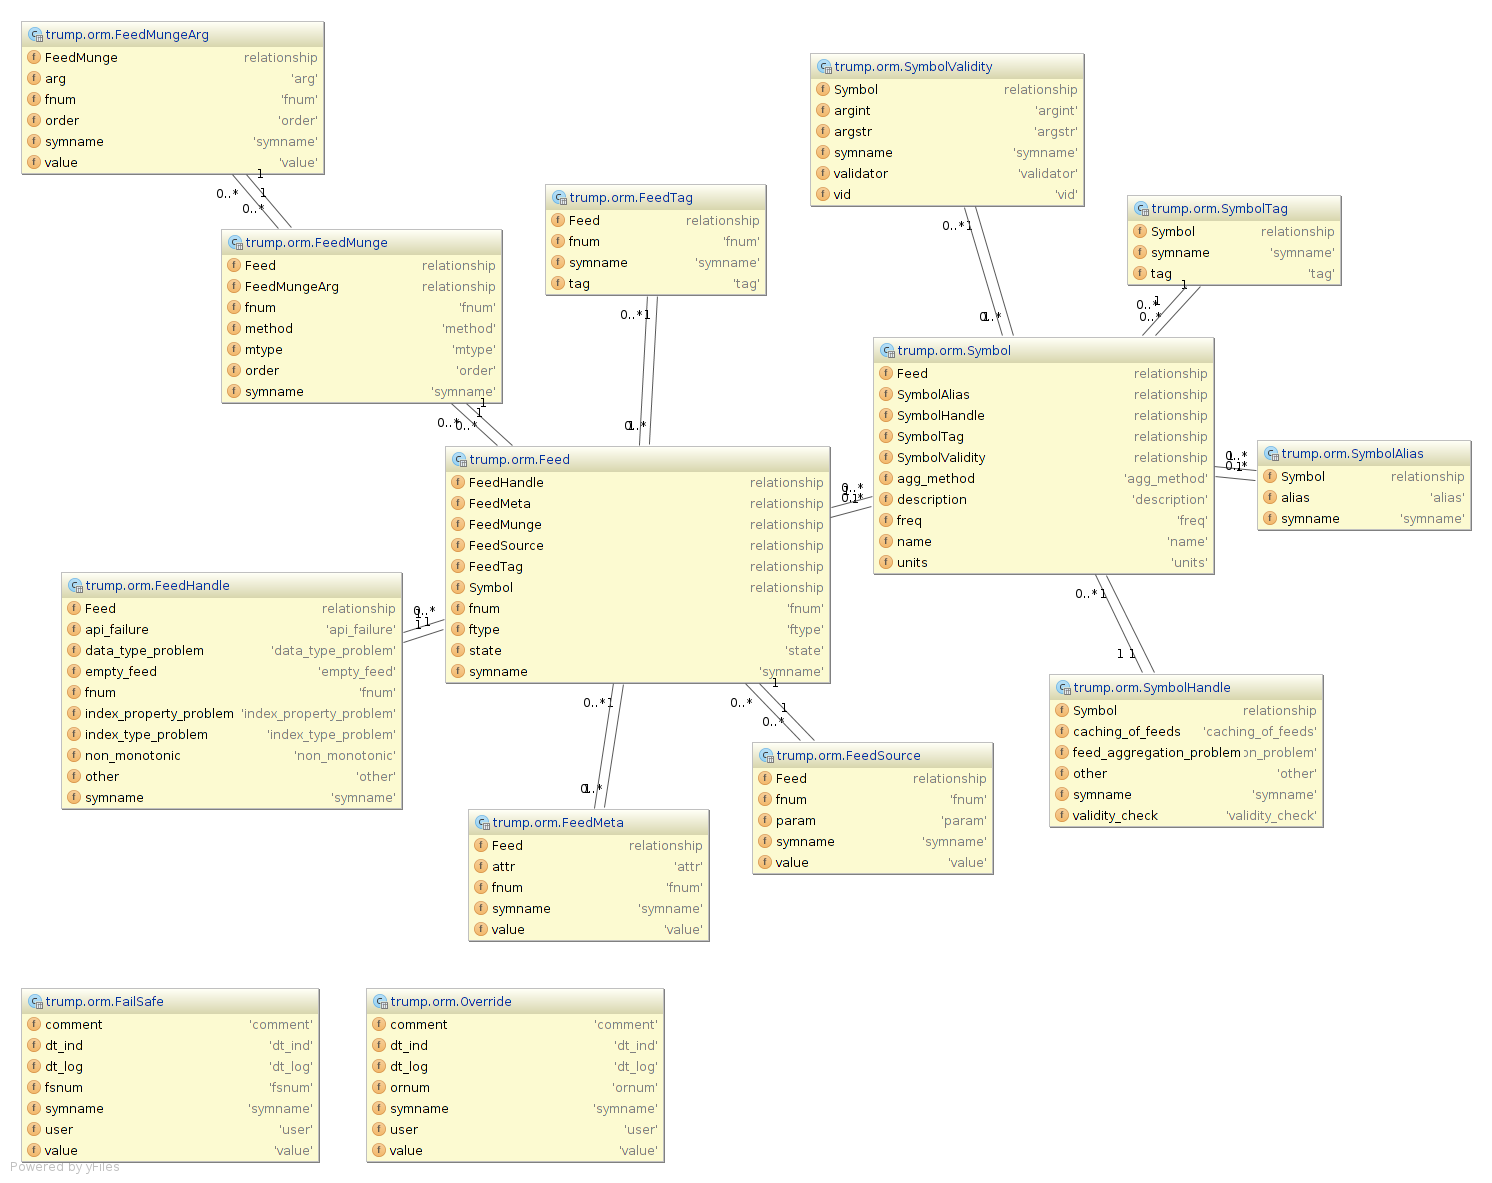 trump.orm.FeedMungeArg
FeedMunge relationship
arg 'arg'
fnum 'fnum'
order 'order'
symname 'symname'
value 'value'
1
0..* 1
0..*
trump.orm.SymbolValidity
Symbol relationship
argint 'argint'
argstr 'argstr'
symname 'symname'
validator 'validator'
vid 'vid'
0..* 1
0..*
trump.orm.FeedTag
Feed relationship
fnum 'fnum'
symname 'symname'
tag 'tag'
0..* 1
0..*
trump.orm.SymbolTag
Symbol relationship
symname 'symname'
tag 'tag'
1
0..* 1
0..*
trump.orm.FeedMunge
Feed relationship
FeedMungeArg relationship
fnum 'fnum'
method 'method'
mtype 'mtype'
order 'order'
symname 'symname'
1
1
0..* 0..*
trump.orm.Symbol
Feed relationship
SymbolAlias relationship
SymbolHandle relationship
SymbolTag relationship
SymbolValidity relationship
agg_method 'agg_method'
description 'description'
freq 'freq'
name 'name'
units 'units'
0..*
0..*
trump.orm.SymbolAlias
Symbol relationship
alias 'alias'
symname 'symname'
trump.orm.Feed
FeedHandle relationship
FeedMeta relationship
FeedMunge relationship
FeedSource relationship
FeedTag relationship
Symbol relationship
fnum 'fnum'
ftype 'ftype'
state 'state'
symname 'symname'
0..*
0..*
trump.orm.FeedHandle
Feed relationship
api_failure 'api_failure'
data_type_problem 'data_type_problem'
empty_feed 'empty_feed'
fnum 'fnum'
index_property_problem 'index_property_problem'
index_type_problem 'index_type_problem'
non_monotonic 'non_monotonic'
other 'other'
symname 'symname'
0..*
1
1 1
0..* 1
1 1
trump.orm.SymbolHandle
Symbol relationship
caching_of_feeds 'caching_of_feeds'
feed_aggregation_problem on_problem'
other 'other'
symname 'symname'
validity_check 'validity_check'
0..* 1
0..*
1
0..* 1
0..*
trump.orm.FeedSource
Feed relationship
fnum 'fnum'
param 'param'
symname 'symname'
value 'value'
trump.orm.FeedMeta
Feed relationship
attr 'attr'
fnum 'fnum'
symname 'symname'
value 'value'
trump.orm.FailSafe
comment 'comment'
dt_ind 'dt_ind'
dt_log 'dt_log'
fsnum 'fsnum'
symname 'symname'
user 'user'
value 'value'
trump.orm.Override
comment 'comment'
dt_ind 'dt_ind'
dt_log 'dt_log'
ornum 'ornum'
symname 'symname'
user 'user'
value 'value'
Powered by yFiles